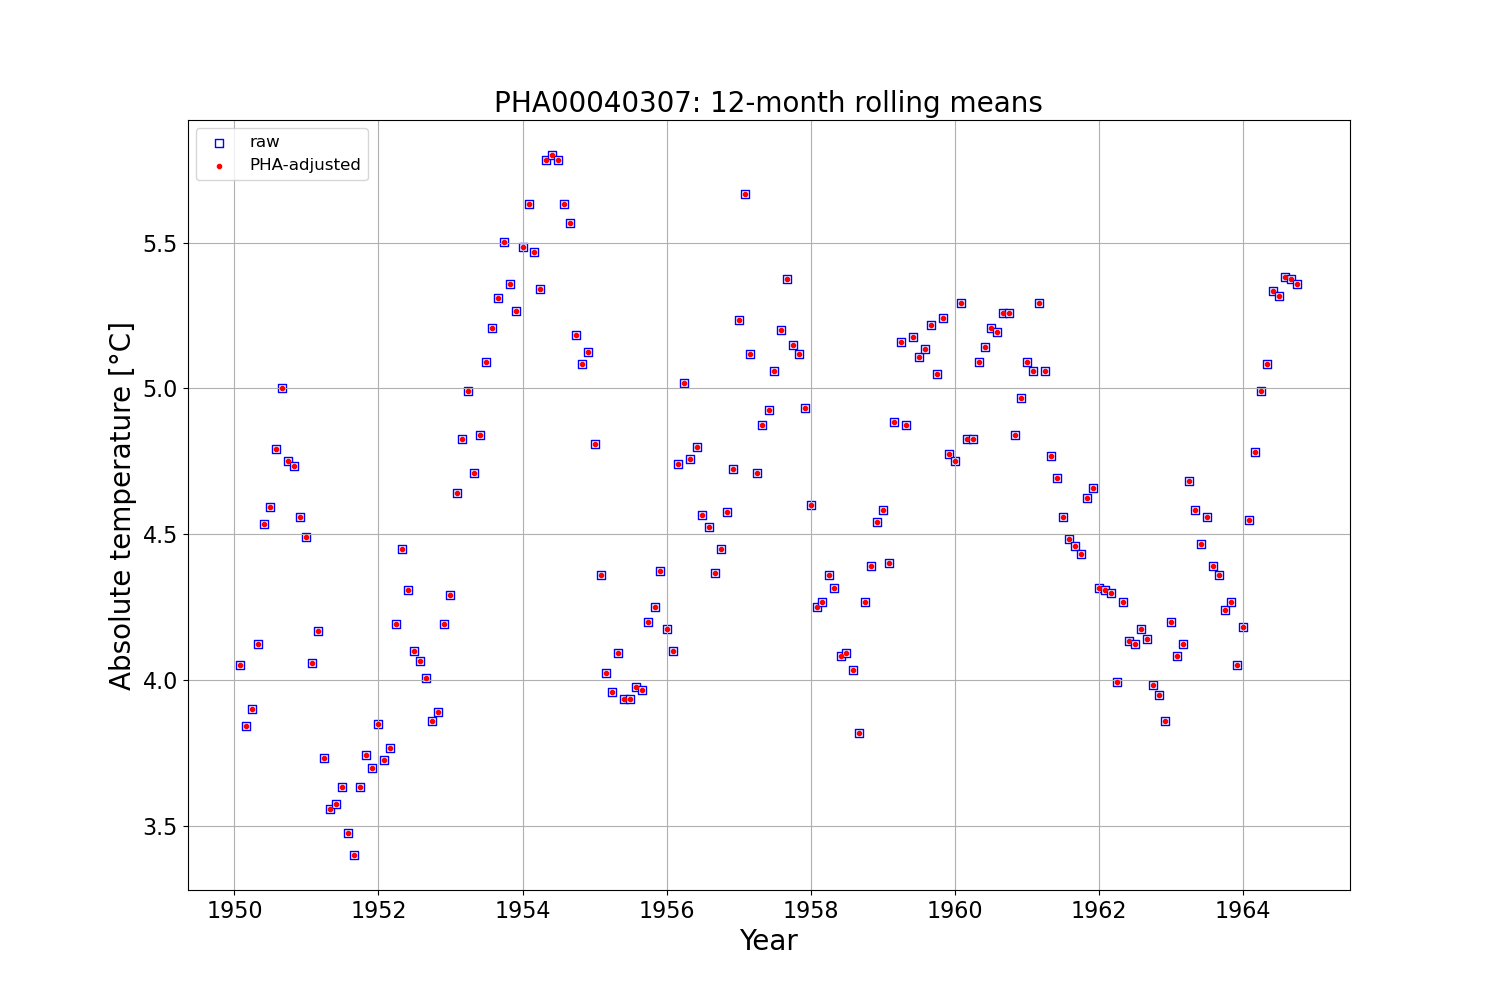 PHA00040307: 12-month rolling means
raw
PHA-adjusted
5.5
5.0
4.5
4.0
3.5
Absolute temperature [°C]
1950 1952 1954 1956 1958 1960 1962 1964
Year